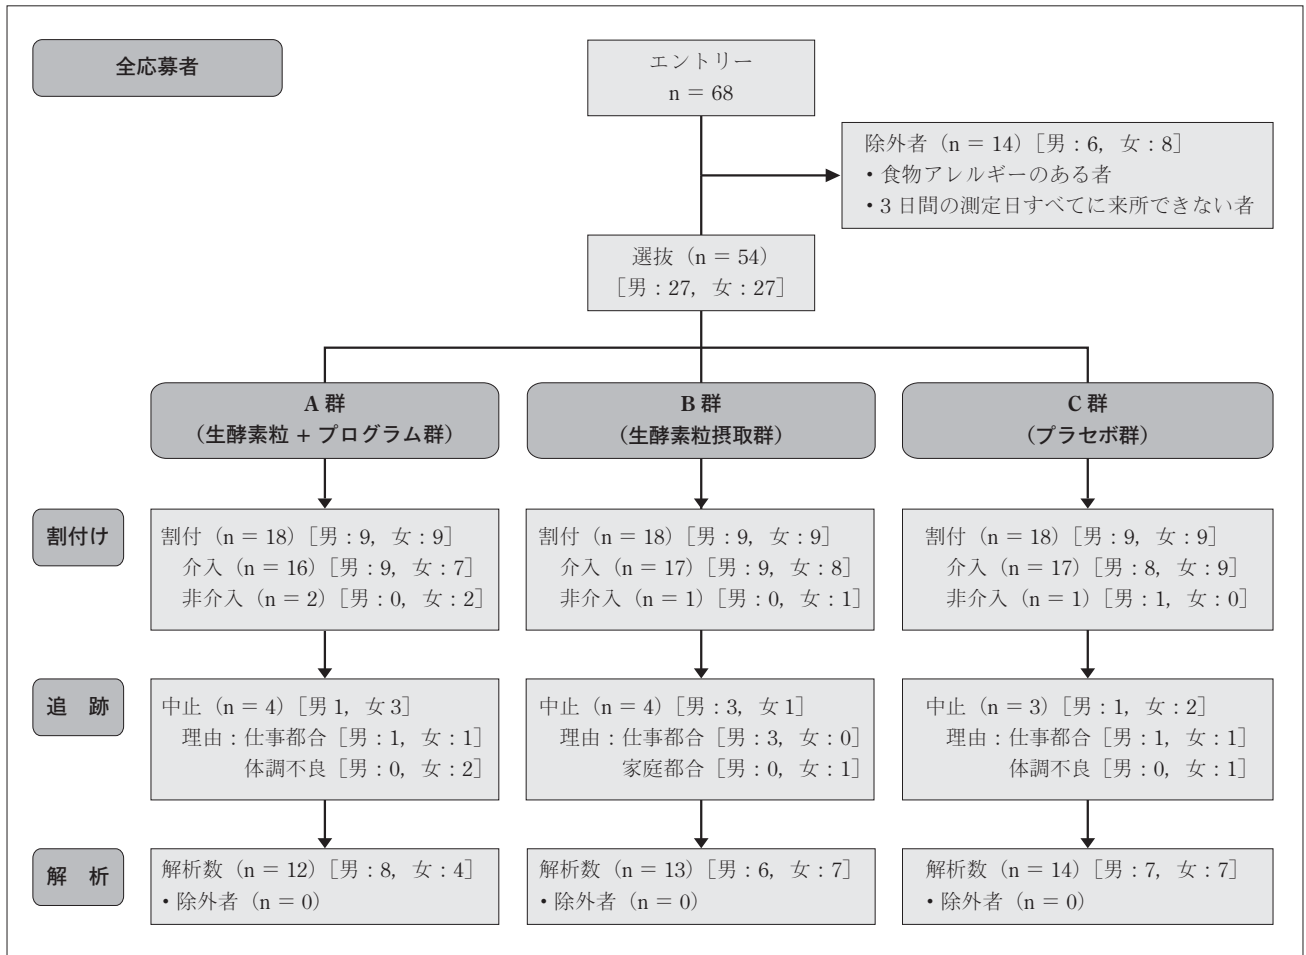 全応募者
エントリー
n = 68
除外者（n = 14）［男：6，女：8］
・食物アレルギーのある者
・3 日間の測定日すべてに来所できない者
選抜（n = 54）
［男：27，女：27］
A 群
（生酵素粒 + プログラム群）
B 群
（生酵素粒摂取群）
C 群
（プラセボ群）
割付け
割付（n = 18）［男：9，女：9］
介入（n = 16）［男：9，女：7］
非介入（n = 2）［男：0，女：2］
割付（n = 18）［男：9，女：9］
介入（n = 17）［男：9，女：8］
非介入（n = 1）［男：0，女：1］
割付（n = 18）［男：9，女：9］
介入（n = 17）［男：8，女：9］
非介入（n = 1）［男：1，女：0］
追　跡
中止（n = 4）［男 1，女 3］
理由：仕事都合［男：1，女：1］
体調不良［男：0，女：2］
中止（n = 4）［男：3，女 1］
理由：仕事都合［男：3，女：0］
家庭都合［男：0，女：1］
中止（n = 3）［男：1，女：2］
理由：仕事都合［男：1，女：1］
体調不良［男：0，女：1］
解　析
解析数（n = 12）［男：8，女：4］
・除外者（n = 0）
解析数（n = 13）［男：6，女：7］
・除外者（n = 0）
解析数（n = 14）［男：7，女：7］
・除外者（n = 0）